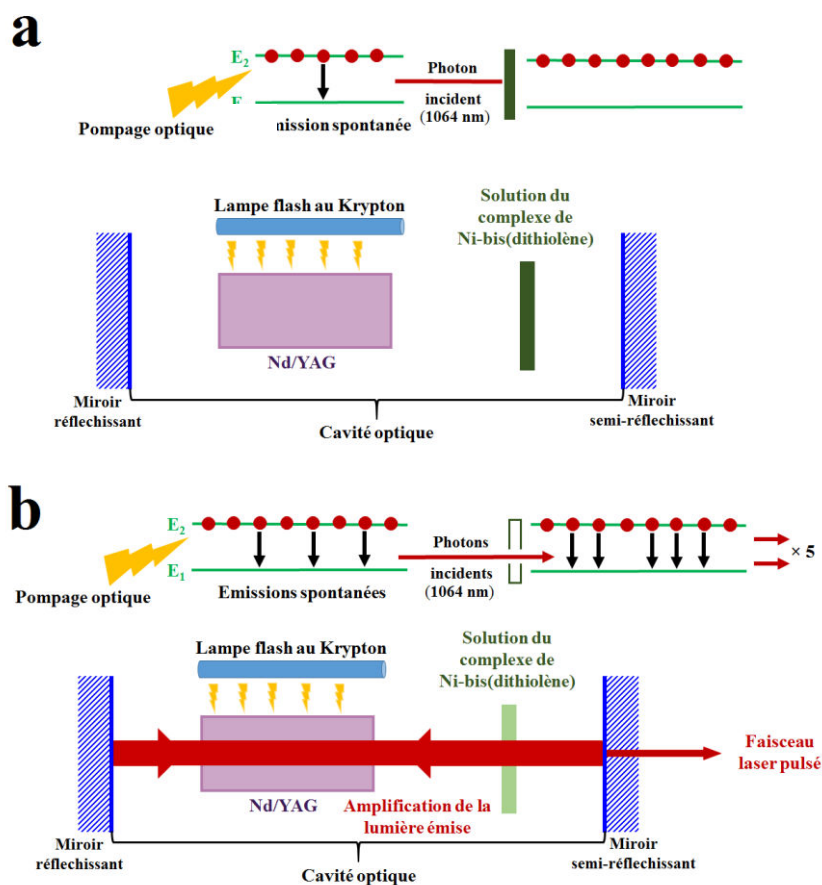 a
E2
Photon
incident
(1064 nm)
Pompage optique
mission spontanée
Lampe flash au Krypton
Solution du
complexe de
Ni-bis(dithiolène)
Nd/YAG
Miroir
réflechissant
Miroir
semi-réflechissant
Cavité optique
b
E2
Photons
× 5
E1
incidents
(1064 nm)
Pompage optique
Emissions spontanées
Lampe flash au Krypton
Solution du
complexe de
Ni-bis(dithiolène)
Faisceau
laser pulsé
Nd/YAG
Amplification de la
lumière émise
Miroir
réflechissant
Miroir
semi-réflechissant
Cavité optique